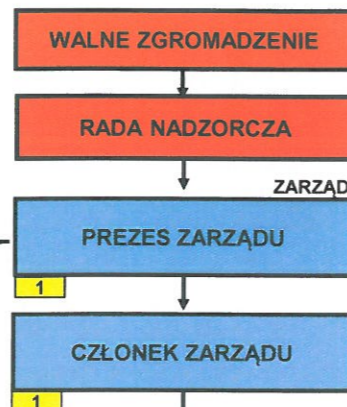 WALNE ZGROMADZENIE
RADA NADZORCZA
ZARZĄD
PREZES ZARZĄDU
1
CZŁONEK ZARZĄDU
1